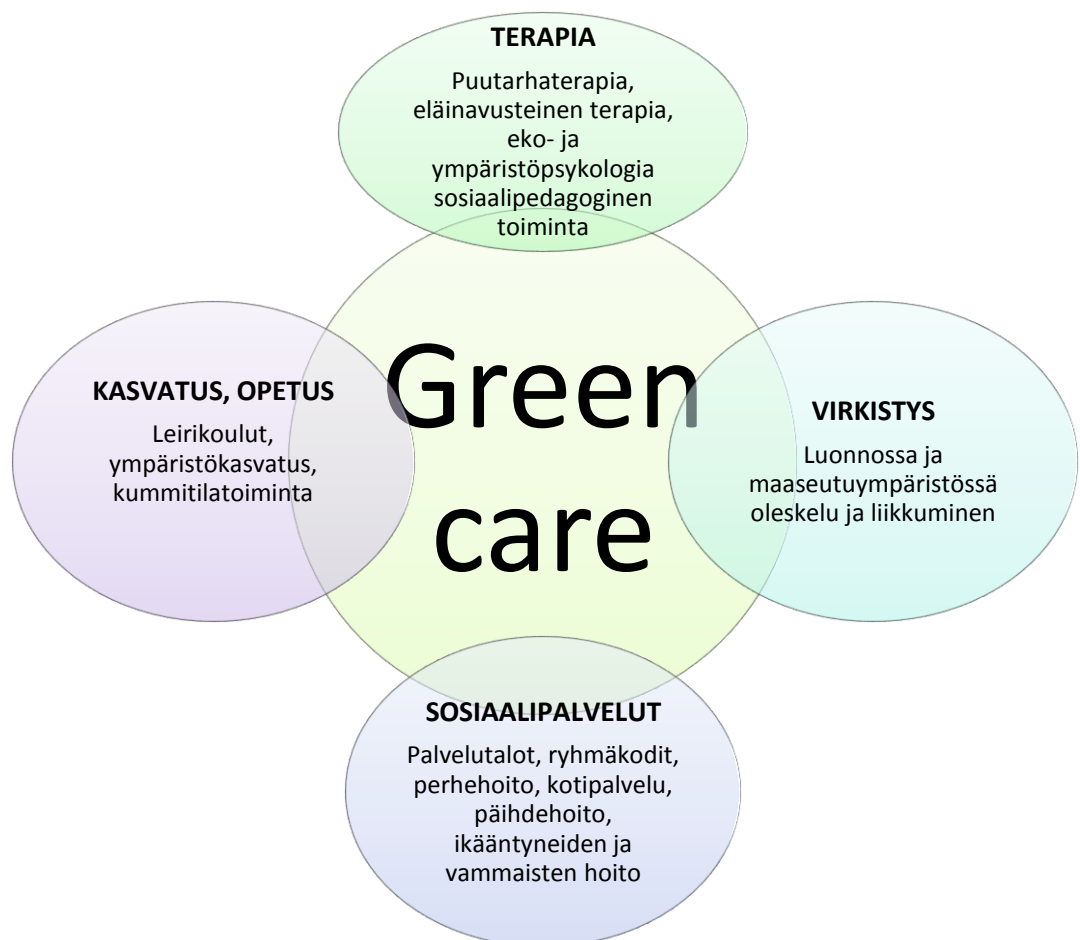 TERAPIA
Puutarhaterapia,
eläinavusteinen terapia,
eko- ja
ympäristöpsykologia
sosiaalipedagoginen
toiminta
Green
care
KASVATUS, OPETUS
Leirikoulut,
ympäristökasvatus,
kummitilatoiminta
VIRKISTYS
Luonnossa ja
maaseutuympäristössä
oleskelu ja liikkuminen
SOSIAALIPALVELUT
Palvelutalot, ryhmäkodit,
perhehoito, kotipalvelu,
päihdehoito,
ikääntyneiden ja
vammaisten hoito